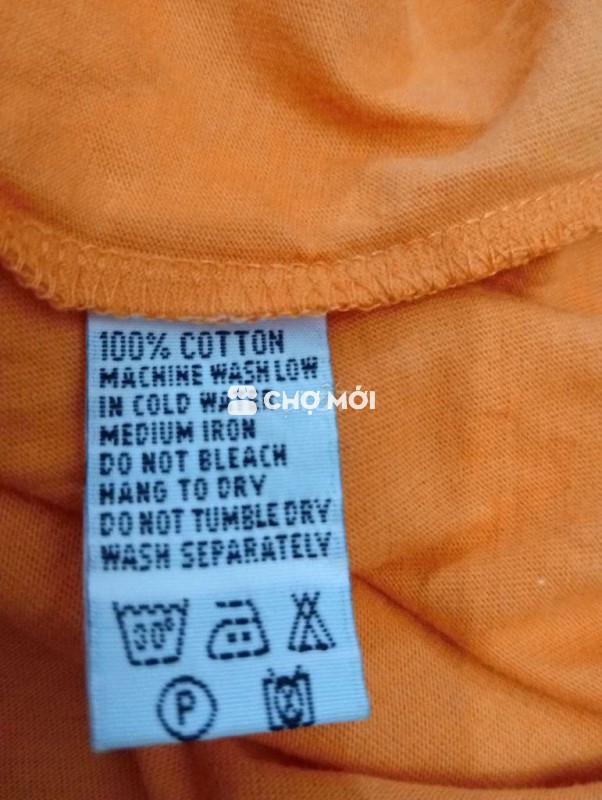 100% COTTON
MACHINE WASH LOW
IN COLD
CHỢ MỚI
MEDIUM IRON
DO NOT BLEACH
HANG TO DRY
DO NOT TUMBLE DRY
WASH SEPARATELY
30°
P